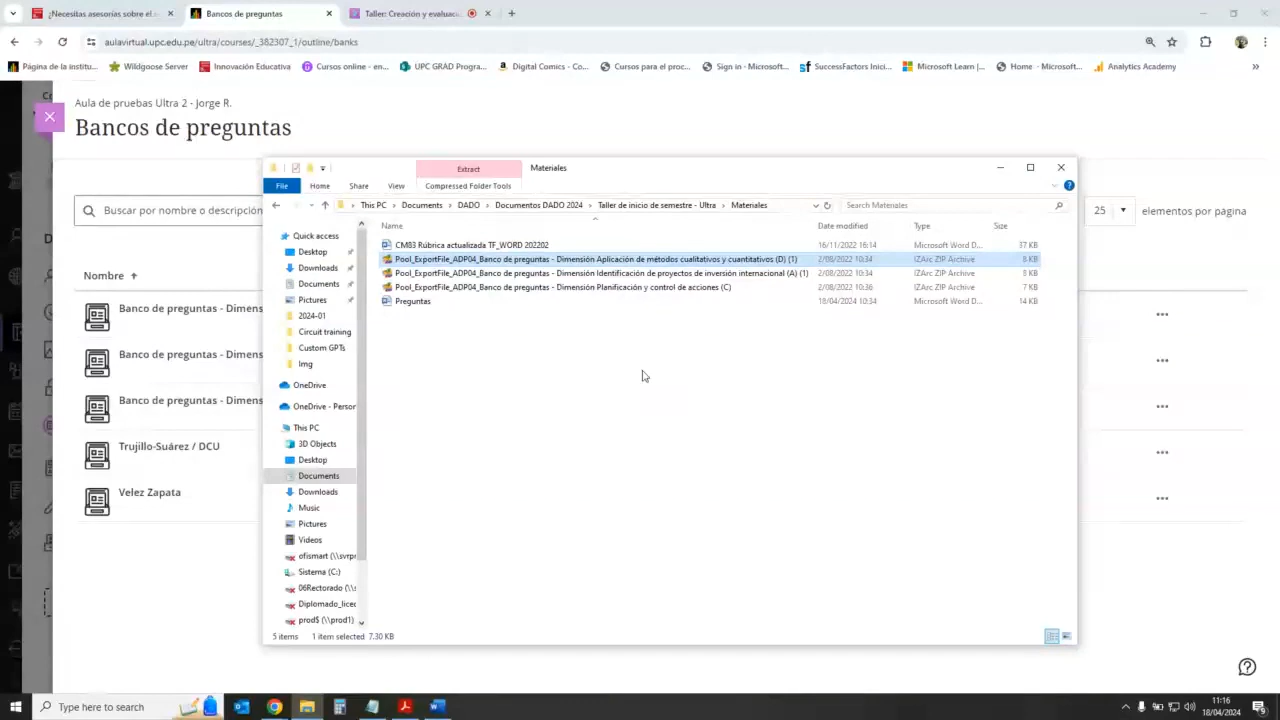 ¿Necesitas asesorías sobre el
Bancos de preguntas
Taller: Creación y evaluac
aulavirtual.upc.edu.pe/ultra/courses/_382307_1/outline/banks
Página de la Institu...
Wildgoose Server
Innovación Educativa
Cursos online - en...
UPC GRAD Progra...
Digital Comics - Co...
Cursos para el proc...
Sign in - Microsoft...
SuccessFactors Inici...
Microsoft Learn |...
Home - Microsoft...
Analytics Academy
Aula de pruebas Ultra 2 - Jorge R.
Bancos de preguntas
Extract
Materiales
File
Home
Share
View
Compressed Folder Tools
This PC
Documents
DADO
Documentos DADO 2024
Taller de inicio de semestre - Ultra
Materiales
Search Materiales
Buscar por nombre o descripción
25
elementos por página
Name
Date modified
Type
Size
Quick access
Desktop
Downloads
Documents
Pictures
2024-01
Circuit training
Custom GPTs
Img
OneDrive
OneDrive - Persor
This PC
3D Objects
Desktop
Documents
Downloads
Music
Pictures
Videos
ofismart (\\svrpr
Sistema (C:)
06Rectorado (\\s
Diplomado_licec
prod$ (\\prod1)
CM83 Rúbrica actualizada TF_WORD 202202
16/11/2022 16:14
Microsoft Word D...
37 KB
Pool_ExportFile_ADP04_Banco de preguntas - Dimensión Aplicación de métodos cualitativos y cuantitativos (D) (1)
2/08/2022 10:34
IZArc ZIP Archive
8 KB
Pool_ExportFile_ADP04_Banco de preguntas - Dimensión Identificación de proyectos de inversión internacional (A) (1)
2/08/2022 10:34
IZArc ZIP Archive
8 KB
Pool_ExportFile_ADP04_Banco de preguntas - Dimensión Planificación y control de acciones (C)
2/08/2022 10:36
IZArc ZIP Archive
7 KB
Preguntas
18/04/2024 10:34
Microsoft Word D...
14 KB
Nombre
Banco de preguntas - Dimens
Banco de preguntas - Dimens
Banco de preguntas - Dimens
Trujillo-Suárez / DCU
Velez Zapata
5 items
1 item selected 7.30 KB
Type here to search
11:16
18/04/2024